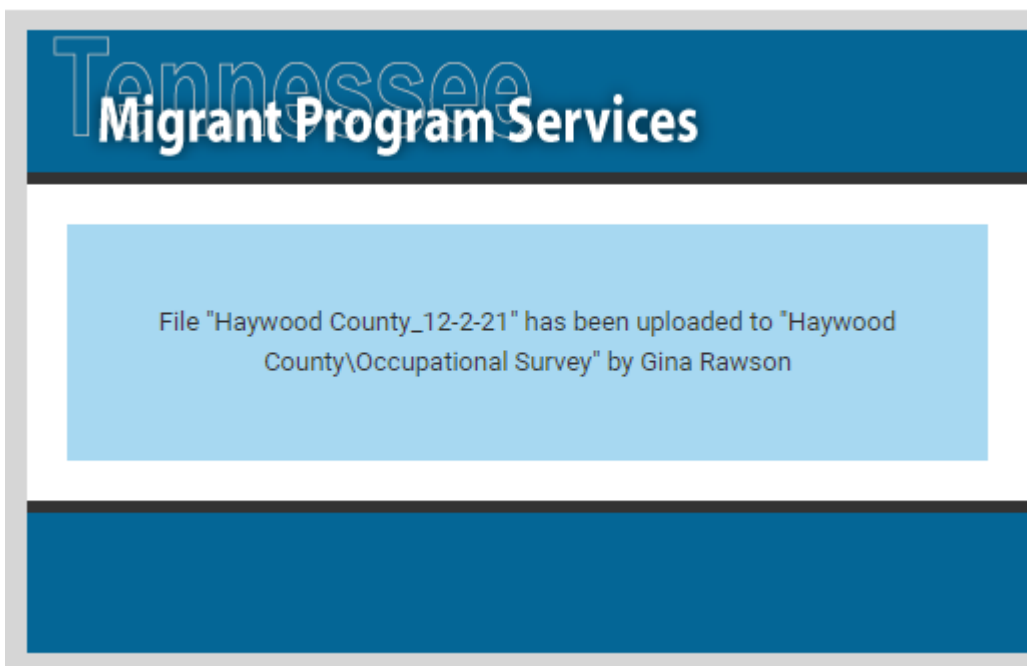 Tennessee
Migrant Program Services
File "Haywood County_12-2-21" has been uploaded to "Haywood
County\Occupational Survey" by Gina Rawson